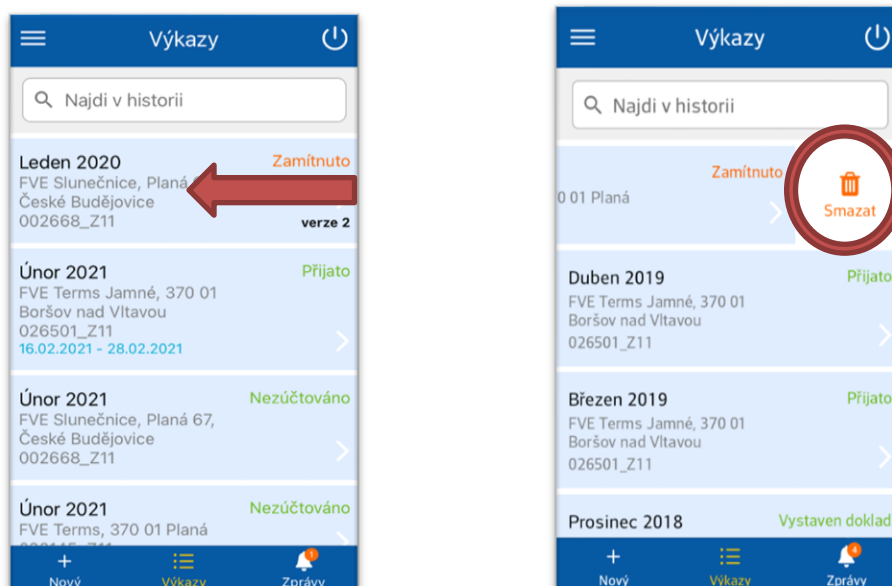 Výkazy
Najdi v historii
Leden 2020 Zamítnuto
FVE Slunečnice, Planá
České Budějovice
002668_Z11 verze 2
Únor 2021 Přijato
FVE Terms Jamné, 370 01
Boršov nad Vltavou
026501_Z11
16.02.2021 - 28.02.2021
Únor 2021 Nezúčtováno
FVE Slunečnice, Planá 67,
České Budějovice
002668_Z11
Únor 2021 Nezúčtováno
FVE Terms, 370 01 Planá
1
Nový Výkazy Zprávy
Výkazy
Najdi v historii
Zamítnuto
0 01 Planá
Smazat
Duben 2019 Přijato
FVE Terms Jamné, 370 01
Boršov nad Vltavou
026501_Z11
Březen 2019 Přijato
FVE Terms Jamné, 370 01
Boršov nad Vltavou
026501_Z11
Prosinec 2018 Vystaven doklad
4
Nový Výkazy Zprávy